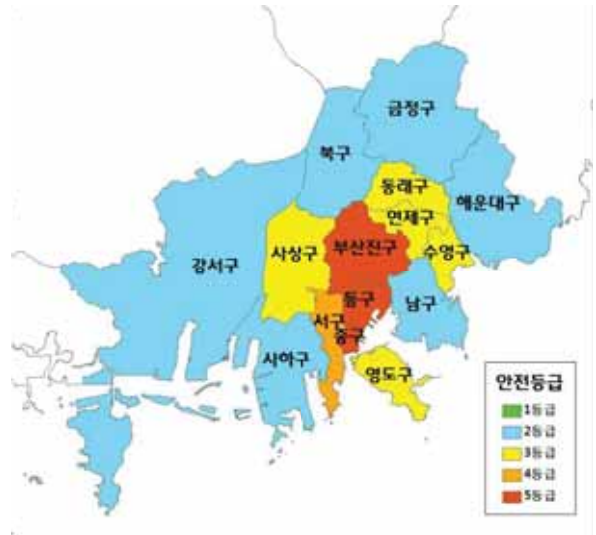 금정구
북구
동래구
해운대구
연제구
부산진구
수영구
사상구
강서구
동구
남구
서구
중구
사하구
영도구
안전등급
1등급
2등급
3등급
4등급
5등급